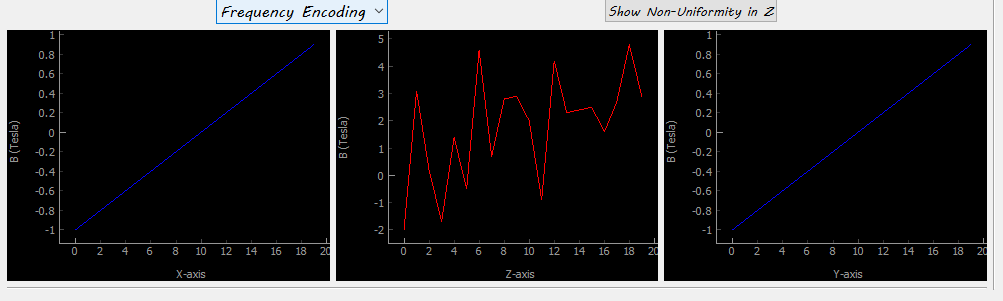 Frequency Encoding
Show Non-Uniformity in Z
1
0.8
0.6
0.4
0.2
0
-0.2
-0.4
-0.6
-0.8
-1
B (Tesla)
0 2 4 6 8 10 12 14 16 18 20
X-axis
5
4
3
2
1
0
-1
-2
B (Tesla)
0 2 4 6 8 10 12 14 16 18 20
Z-axis
1
0.8
0.6
0.4
0.2
0
-0.2
-0.4
-0.6
-0.8
-1
B (Tesla)
0 2 4 6 8 10 12 14 16 18 20
Y-axis